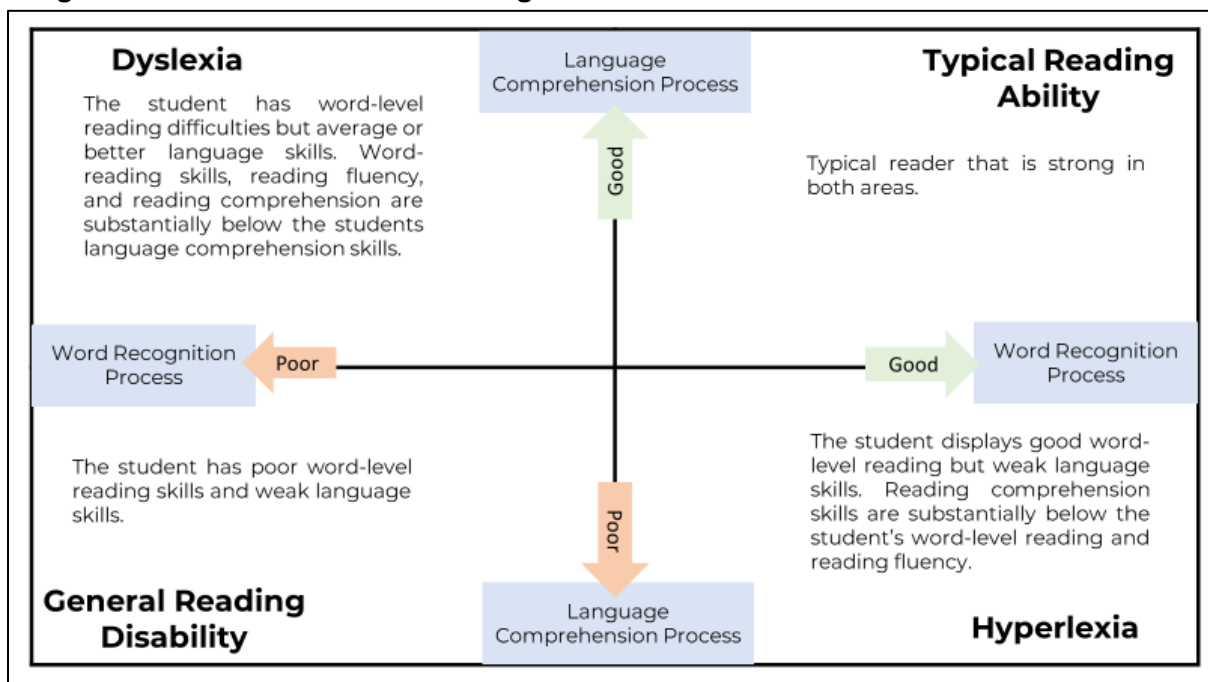 Dyslexia
The student has word-level
reading difficulties but average or
better language skills. Word-
reading skills, reading fluency,
and reading comprehension are
substantially below the students
language comprehension skills.
Language
Comprehension Process
Typical Reading
Ability
Typical reader that is strong in
both areas.
Good
Word Recognition
Process
Poor
Good
Word Recognition
Process
The student has poor word-level
reading skills and weak language
skills.
General Reading
Disability
Poor
Language
Comprehension Process
The student displays good word-
level reading but weak language
skills. Reading comprehension
skills are substantially below the
student’s word-level reading and
reading fluency.
Hyperlexia